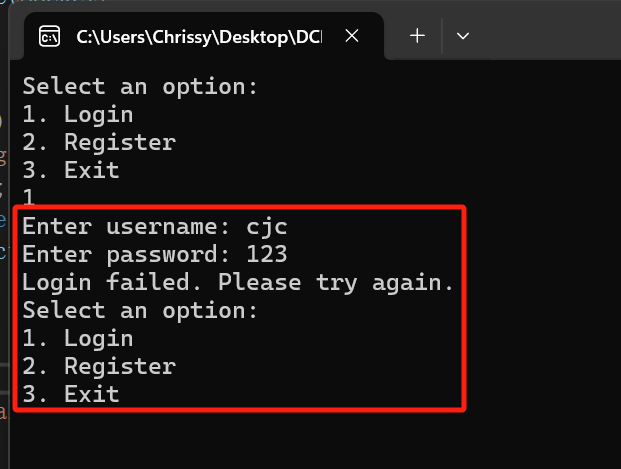 C:\Users\Chrissy\Desktop\DCI
Select an option:
1. Login
2. Register
3. Exit
1
Enter username: cjc
Enter password: 123
Login failed. Please try again.
Select an option:
1. Login
2. Register
3. Exit